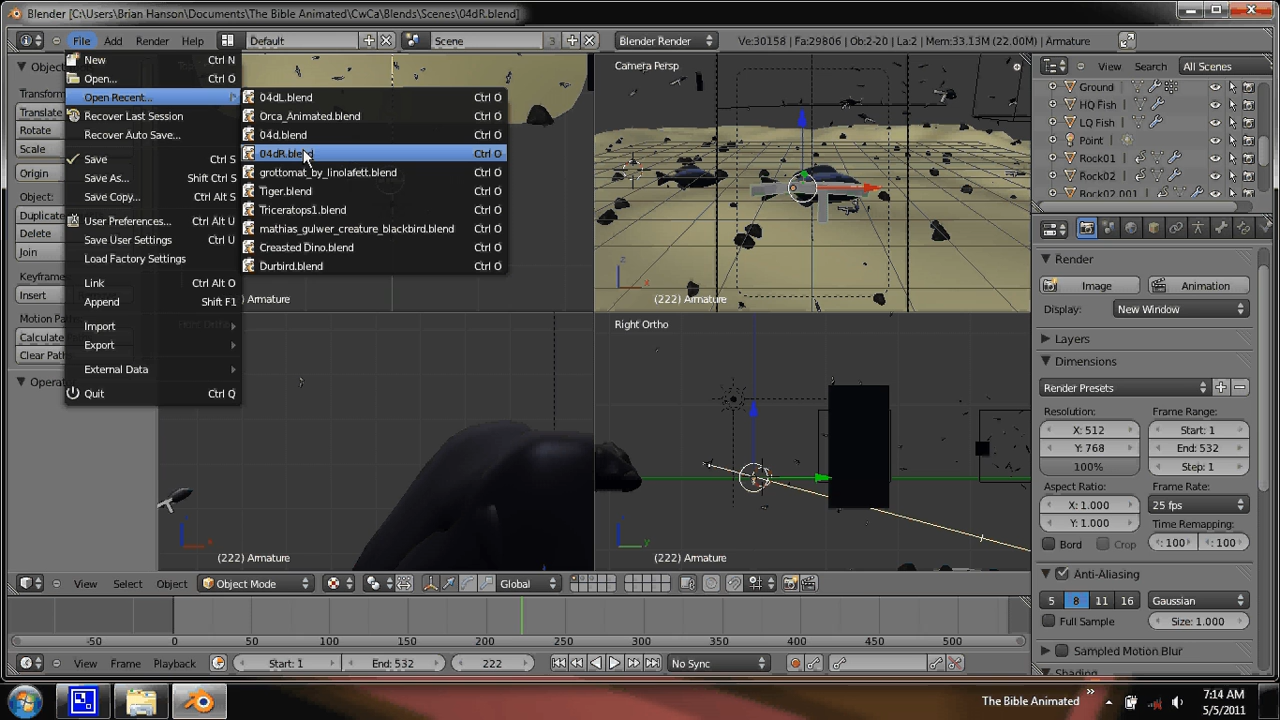 Blender [C:\Users\Brian Hanson\Documents\The Bible Animated\CwCa\Blends\Scenes\04dR.blend]
File Add Render Help Default Scene 3 Blender Render Ve:30158 | Fa:29806 | Ob:2-20 | La:2 | Mem:33.13M (22.00M) | Armature
New Ctrl N
Open... Ctrl O
Open Recent...
Recover Last Session
Recover Auto Save...
Save Ctrl S
Save As... Shift Ctrl S
Save Copy... Ctrl Alt S
User Preferences... Ctrl Alt U
Save User Settings Ctrl U
Load Factory Settings
Link Ctrl Alt O
Append Shift F1
Import
Export
External Data
Quit Ctrl Q
04dL.blend Ctrl O
Orca_Animated.blend Ctrl O
04d.blend Ctrl O
04dR.blend Ctrl O
grottomat_by_linolafett.blend Ctrl O
Tiger.blend Ctrl O
Triceratops1.blend Ctrl O
mathias_gulwer_creature_blackbird.blend Ctrl O
Creasted Dino.blend Ctrl O
Durbird.blend Ctrl O
Transform
Translate
Rotate
Scale
Origin
Object:
Duplicate
Delete
Join
Keyframes
Insert
Motion Paths
Calculate
Clear Paths
Armature
Camera Persp
z
x
(222) Armature
x
(222) Armature
Right Ortho
y
(222) Armature
View Search All Scenes
Ground
HQ Fish
LQ Fish
Point
Rock01
Rock02
Rock02.001
Render
Image Animation
Display: New Window
Layers
Dimensions
Render Presets
Resolution: Frame Range:
X: 512 Start: 1
Y: 768 End: 532
100% Step: 1
Aspect Ratio: Frame Rate:
X: 1.000 25 fps
Y: 1.000 Time Remapping:
Bord Crop :100 :100
Anti-Aliasing
5 8 11 16 Gaussian
Full Sample Size: 1.000
Sampled Motion Blur
Shading
View Select Object Object Mode Global
-50 0 50 100 150 200 250 300 350 400 450 500
View Frame Playback Start: 1 End: 532 222 No Sync
The Bible Animated »
7:14 AM
5/5/2011